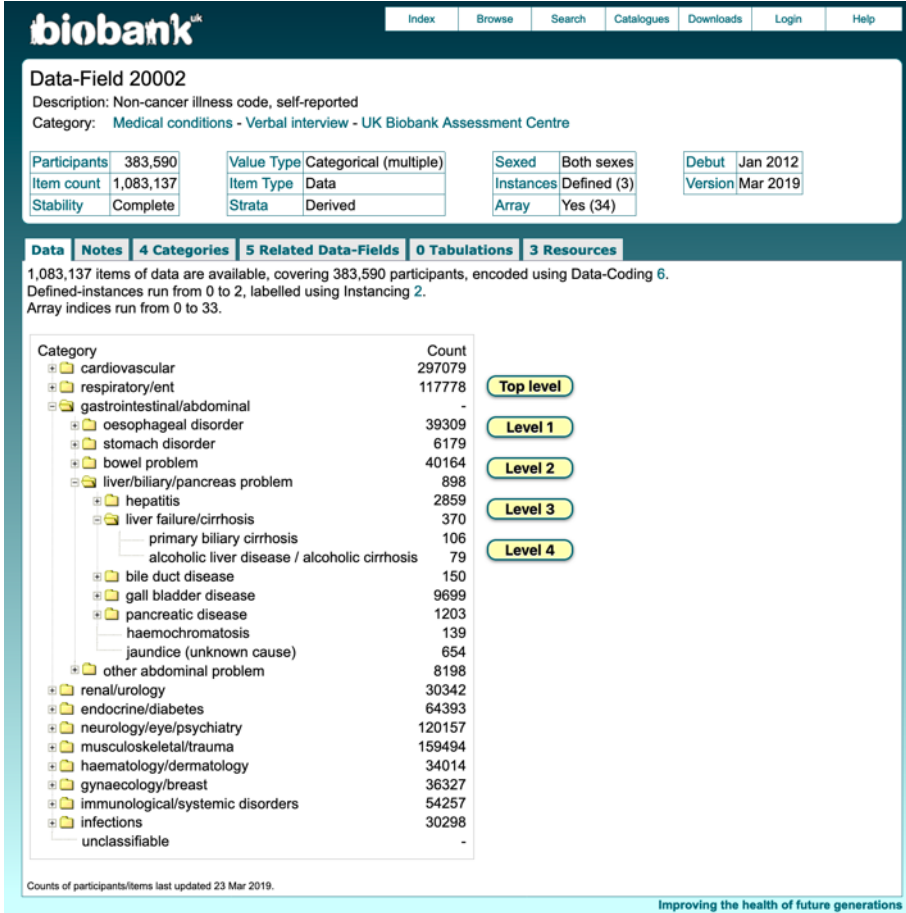 biobank uk
Index Browse Search Catalogues Downloads Login Help
Data-Field 20002
Description: Non-cancer illness code, self-reported
Category: Medical conditions - Verbal interview - UK Biobank Assessment Centre
Participants 383,590 Value Type Categorical (multiple) Sexed Both sexes Debut Jan 2012
Item count 1,083,137 Item Type Data Instances Defined (3) Version Mar 2019
Stability Complete Strata Derived Array Yes (34)
Data Notes 4 Categories 5 Related Data-Fields 0 Tabulations 3 Resources
1,083,137 items of data are available, covering 383,590 participants, encoded using Data-Coding 6.
Defined-instances run from 0 to 2, labelled using Instancing 2.
Array indices run from 0 to 33.
Category Count
cardiovascular 297079
respiratory/ent 117778 Top level
gastrointestinal/abdominal -
oesophageal disorder 39309 Level 1
stomach disorder 6179
bowel problem 40164 Level 2
liver/biliary/pancreas problem 898
hepatitis 2859 Level 3
liver failure/cirrhosis 370
primary biliary cirrhosis 106
alcoholic liver disease / alcoholic cirrhosis 79 Level 4
bile duct disease 150
gall bladder disease 9699
pancreatic disease 1203
haemochromatosis 139
jaundice (unknown cause) 654
other abdominal problem 8198
renal/urology 30342
endocrine/diabetes 64393
neurology/eye/psychiatry 120157
musculoskeletal/trauma 159494
haematology/dermatology 34014
gynaecology/breast 36327
immunological/systemic disorders 54257
infections 30298
unclassifiable -
Counts of participants/items last updated 23 Mar 2019.
Improving the health of future generations